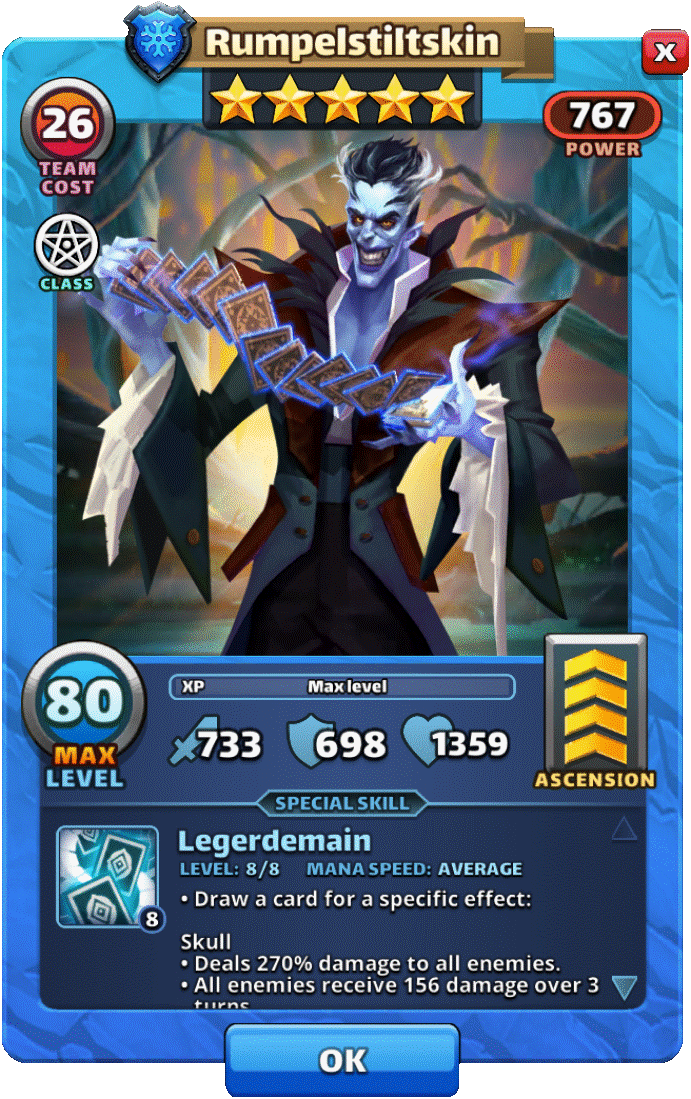 Rumpelstiltskin
X
26
TEAM
COST
767
POWER
CLASS
80
MAX
LEVEL
XP Max level
733 698 1359
ASCENSION
SPECIAL SKILL
Legerdemain
LEVEL: 8/8 MANA SPEED: AVERAGE
8
• Draw a card for a specific effect:
Skull
• Deals 270% damage to all enemies.
• All enemies receive 156 damage over 3
turns
OK